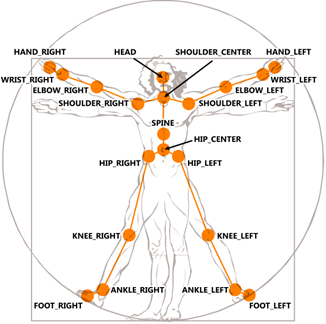 HAND_RIGHT HEAD SHOULDER_CENTER HAND_LEFT
WRIST_RIGHT WRIST_LEFT
ELBOW_RIGHT ELBOW_LEFT
SHOULDER_RIGHT SHOULDER_LEFT
SPINE
HIP_CENTER
HIP_RIGHT HIP_LEFT
KNEE_RIGHT KNEE_LEFT
ANKLE_RIGHT ANKLE_LEFT
FOOT_RIGHT FOOT_LEFT